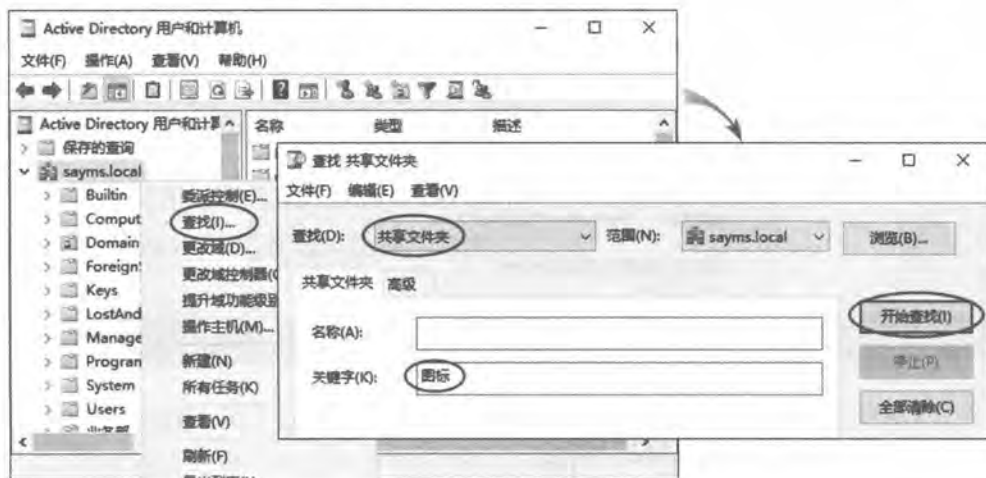 Active Directory 用户和计算机
文件(F) 操作(A) 查看(V) 帮助(H)
Active Directory 用户和计算
名称 类型 描述
保存的查询
sayms.local
Builtin
Comput
Domain
Foreign
Keys
LostAnd
Manage
Progran
System
Users
业务部
委派控制(E)...
查找(I)...
更改域(D)...
更改域控制器(
提升域功能级别
操作主机(M)...
新建(N)
所有任务(K)
查看(V)
刷新(F)
查找 共享文件夹
文件(F) 编辑(E) 查看(V)
查找(D): 共享文件夹 范围(N): sayms.local 浏览(B)...
共享文件夹 高级
名称(A):
关键字(K): 图标
开始查找(I)
停止(P)
全部清除(C)